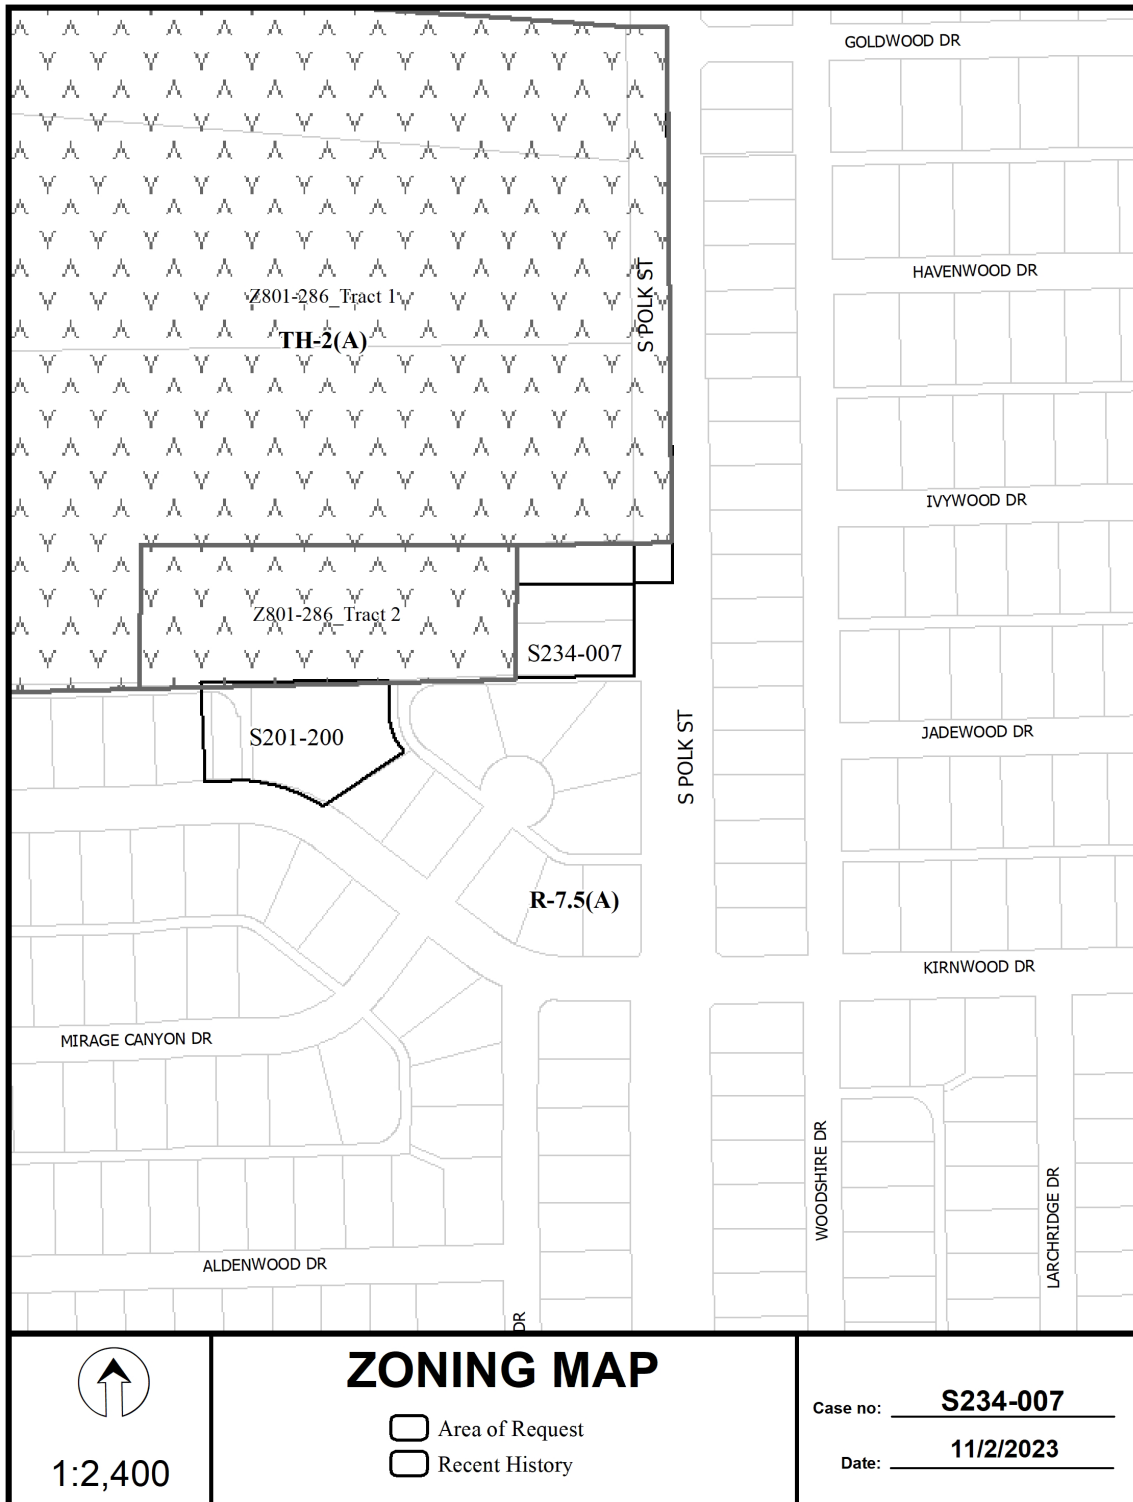 GOLDWOOD DR
HAVENWOOD DR
S POLK ST
Z801-286_Tract 1
TH-2(A)
IVYWOOD DR
Z801-286_Tract 2
S234-007
S201-200
S POLK ST
JADEWOOD DR
R-7.5(A)
KIRNWOOD DR
MIRAGE CANYON DR
WOODSHIRE DR
LARCHRIDGE DR
ALDENWOOD DR
DR
1:2,400
ZONING MAP
Area of Request
Recent History
Case no: S234-007
Date: 11/2/2023